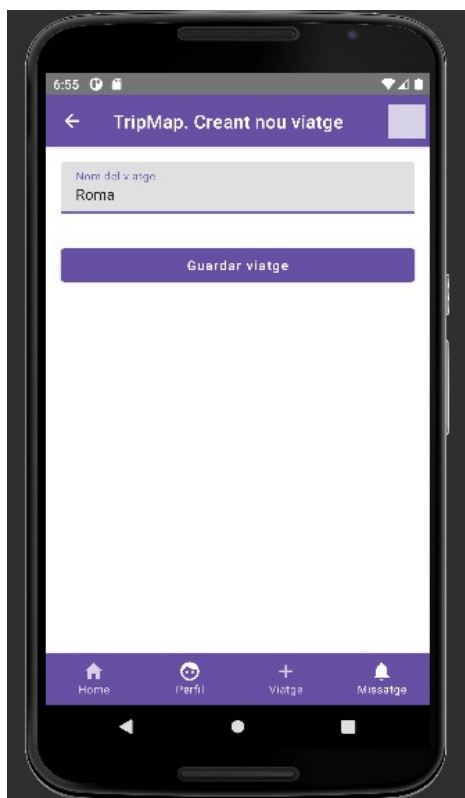 6:55
TripMap. Creant nou viatge
Nom del viatge
Roma
Guardar viatge
Home
Perfil
Viatge
Missatge